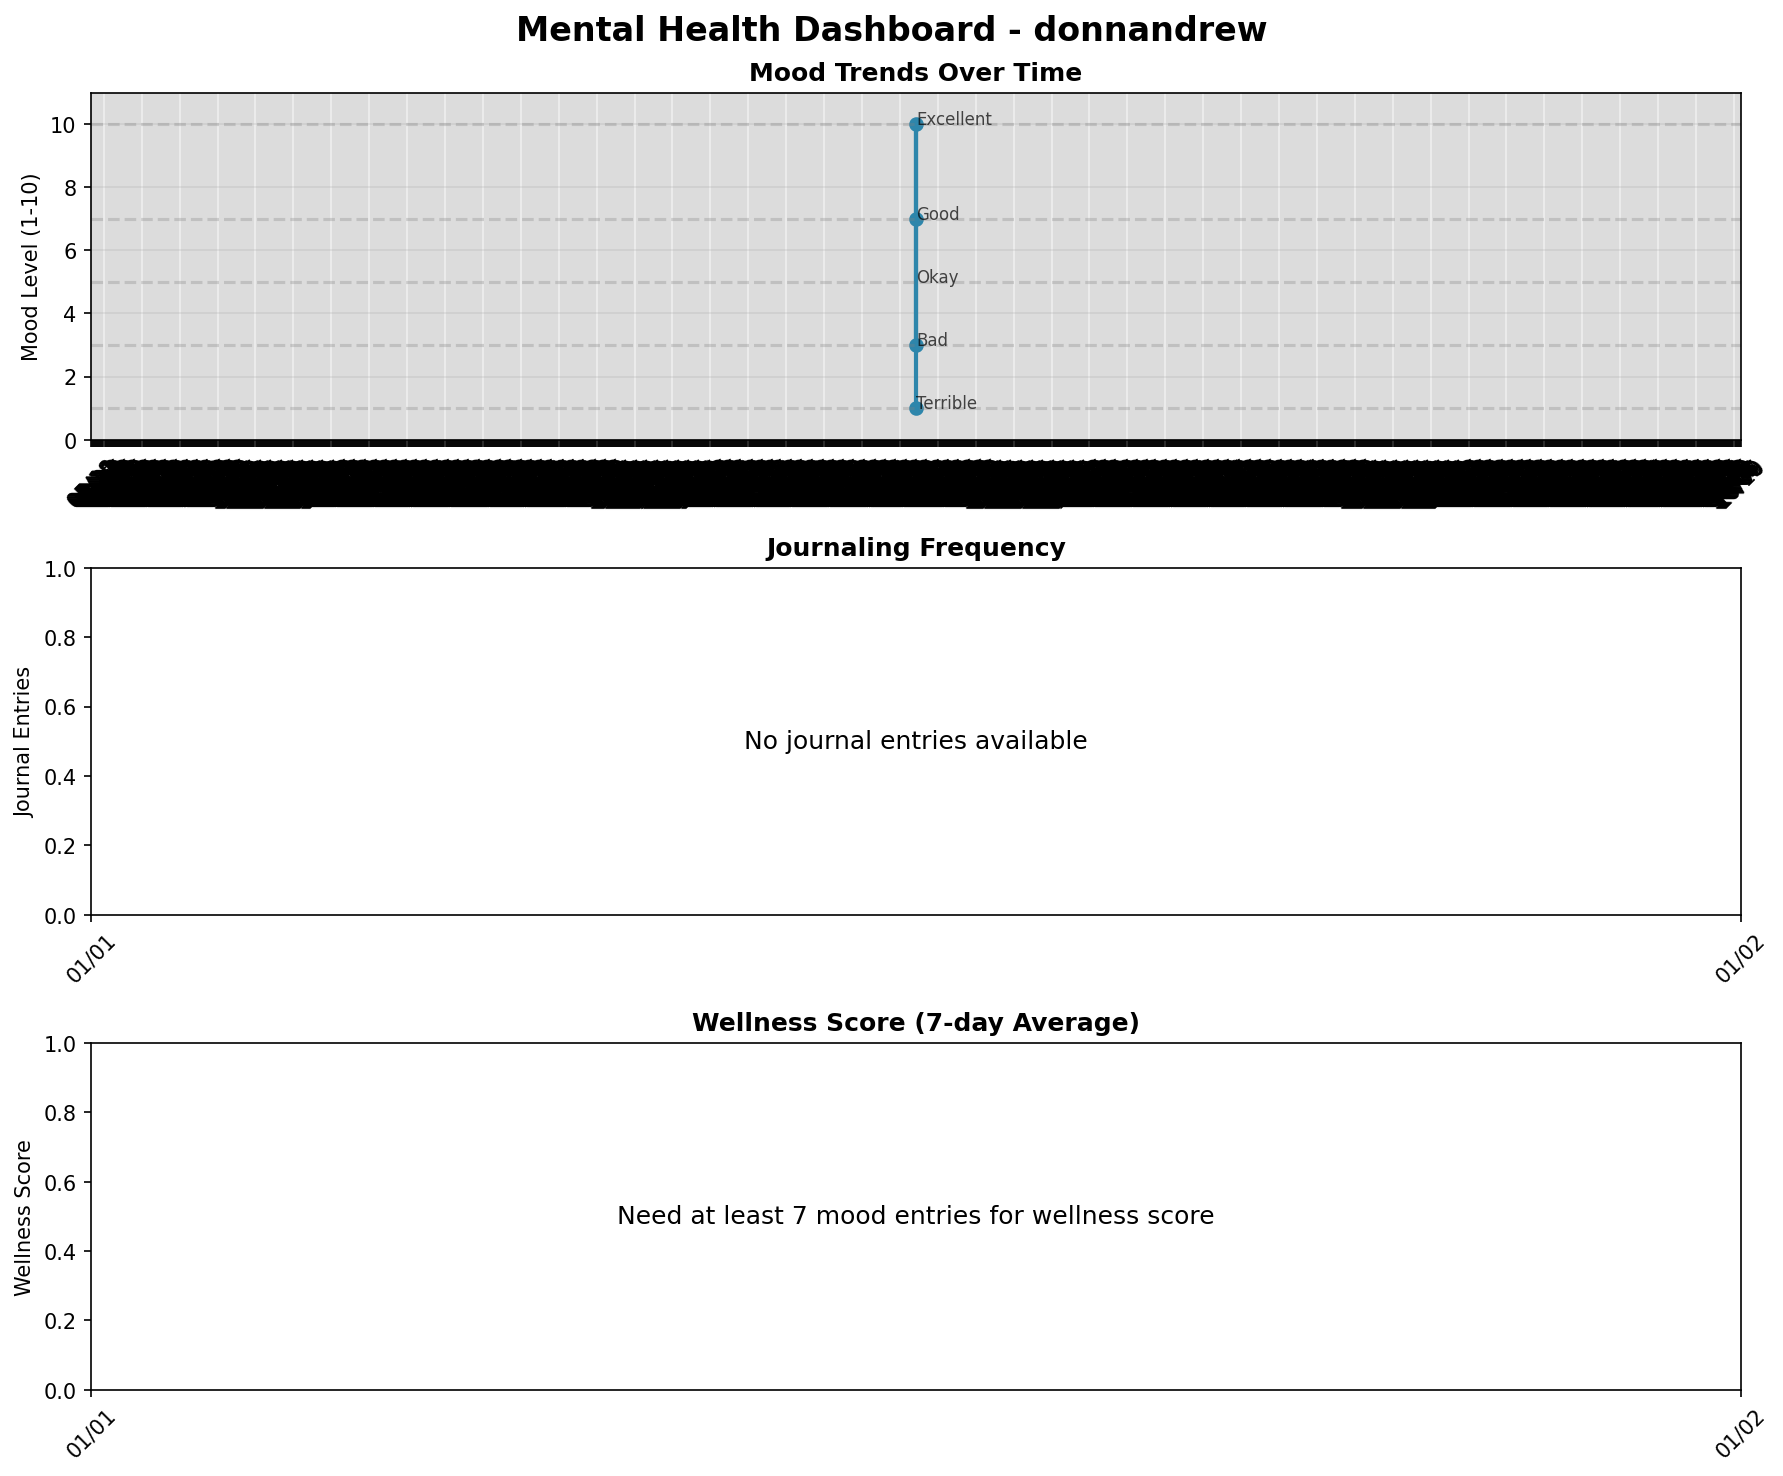 Mental Health Dashboard - donnandrew
Mood Trends Over Time
Mood Level (1-10)
10
8
6
4
2
0
Excellent
Good
Okay
Bad
Terrible
Journaling Frequency
Journal Entries
1.0
0.8
0.6
0.4
0.2
0.0
No journal entries available
01/01
01/02
Wellness Score (7-day Average)
Wellness Score
1.0
0.8
0.6
0.4
0.2
0.0
Need at least 7 mood entries for wellness score
01/01
01/02